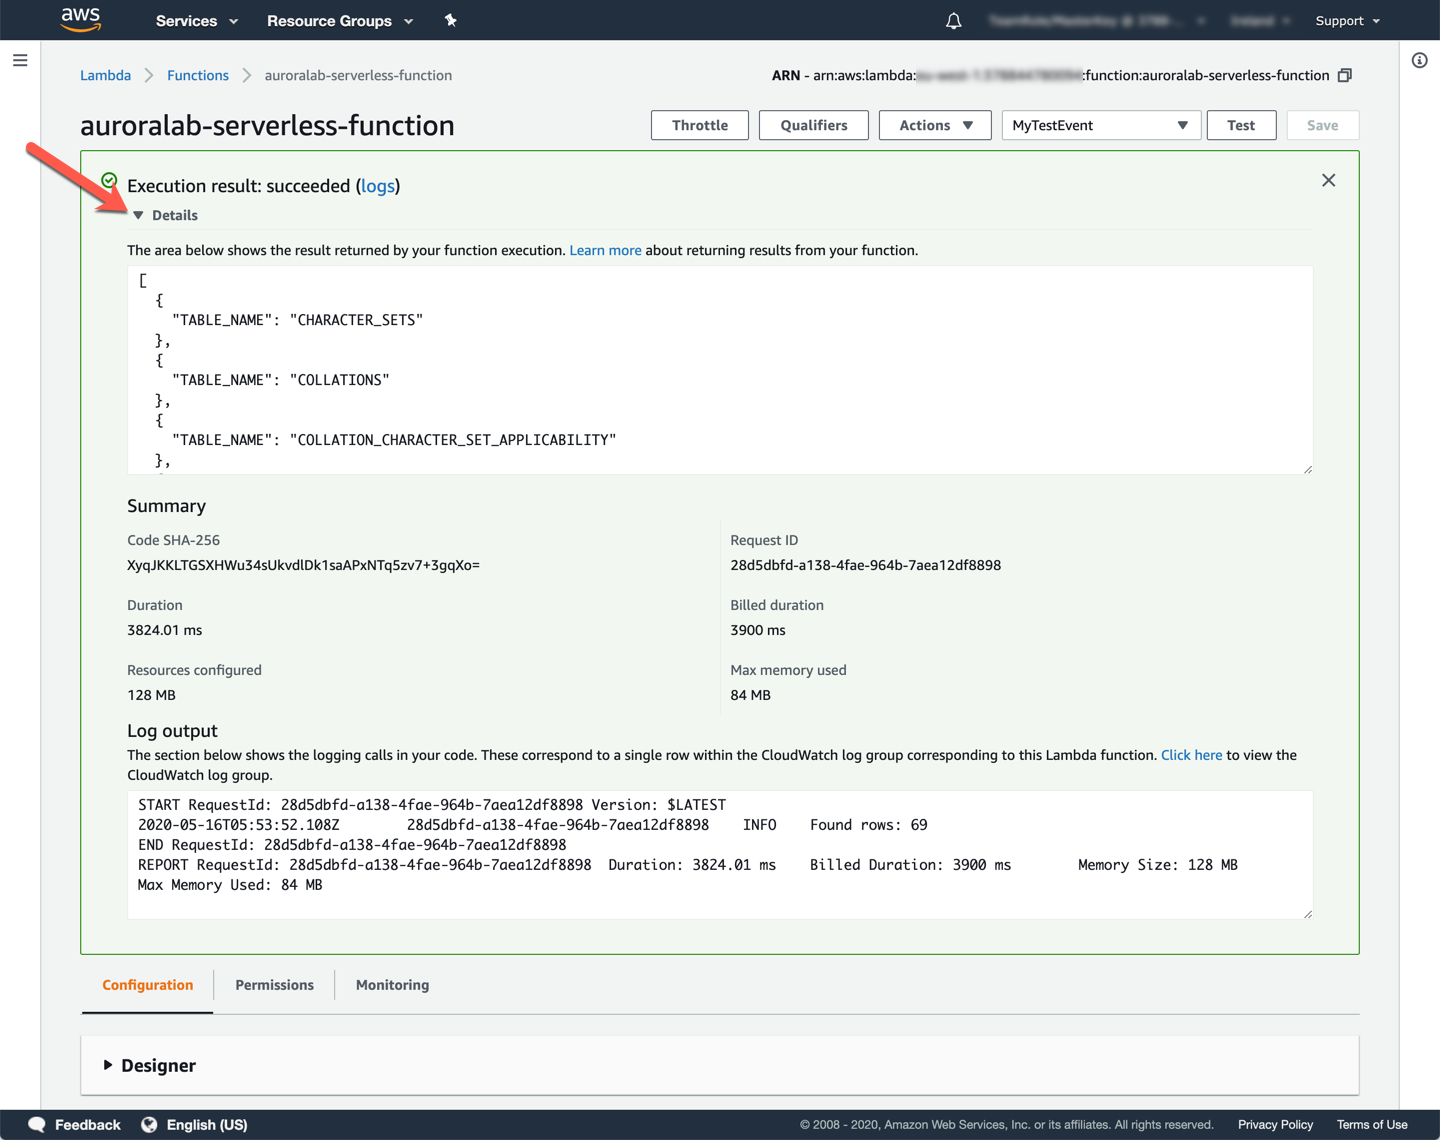 aws Services Resource Groups Support
Lambda Functions auroralab-serverless-function ARN - arn:aws:lambda: :function:auroralab-serverless-function
auroralab-serverless-function Throttle Qualifiers Actions MyTestEvent Test Save
Execution result: succeeded (logs)
Details
The area below shows the result returned by your function execution. Learn more about returning results from your function.
[
{
"TABLE_NAME": "CHARACTER_SETS"
},
{
"TABLE_NAME": "COLLATIONS"
},
{
"TABLE_NAME": "COLLATION_CHARACTER_SET_APPLICABILITY"
},
Summary
Code SHA-256 Request ID
XyqJKKLTGSXHWu34sUkvdlDk1saAPxNTq5zv7+3gqXo= 28d5dbfd-a138-4fae-964b-7aea12df8898
Duration Billed duration
3824.01 ms 3900 ms
Resources configured Max memory used
128 MB 84 MB
Log output
The section below shows the logging calls in your code. These correspond to a single row within the CloudWatch log group corresponding to this Lambda function. Click here to view the
CloudWatch log group.
START RequestId: 28d5dbfd-a138-4fae-964b-7aea12df8898 Version: $LATEST
2020-05-16T05:53:52.108Z 28d5dbfd-a138-4fae-964b-7aea12df8898 INFO Found rows: 69
END RequestId: 28d5dbfd-a138-4fae-964b-7aea12df8898
REPORT RequestId: 28d5dbfd-a138-4fae-964b-7aea12df8898 Duration: 3824.01 ms Billed Duration: 3900 ms Memory Size: 128 MB
Max Memory Used: 84 MB
Configuration Permissions Monitoring
Designer
Feedback English (US) © 2008 - 2020, Amazon Web Services, Inc. or its affiliates. All rights reserved. Privacy Policy Terms of Use